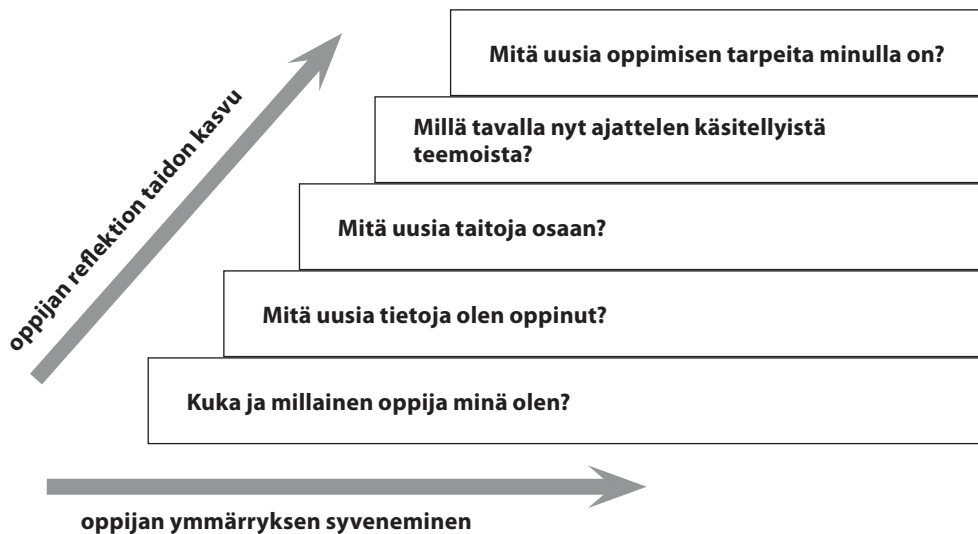 Mitä uusia oppimisen tarpeita minulla on?
Millä tavalla nyt ajattelen käsitellyistä
teemoista?
Mitä uusia taitoja osaan?
Mitä uusia tietoja olen oppinut?
Kuka ja millainen oppija minä olen?
oppijan reflektion taidon kasvu
oppijan ymmärryksen syveneminen